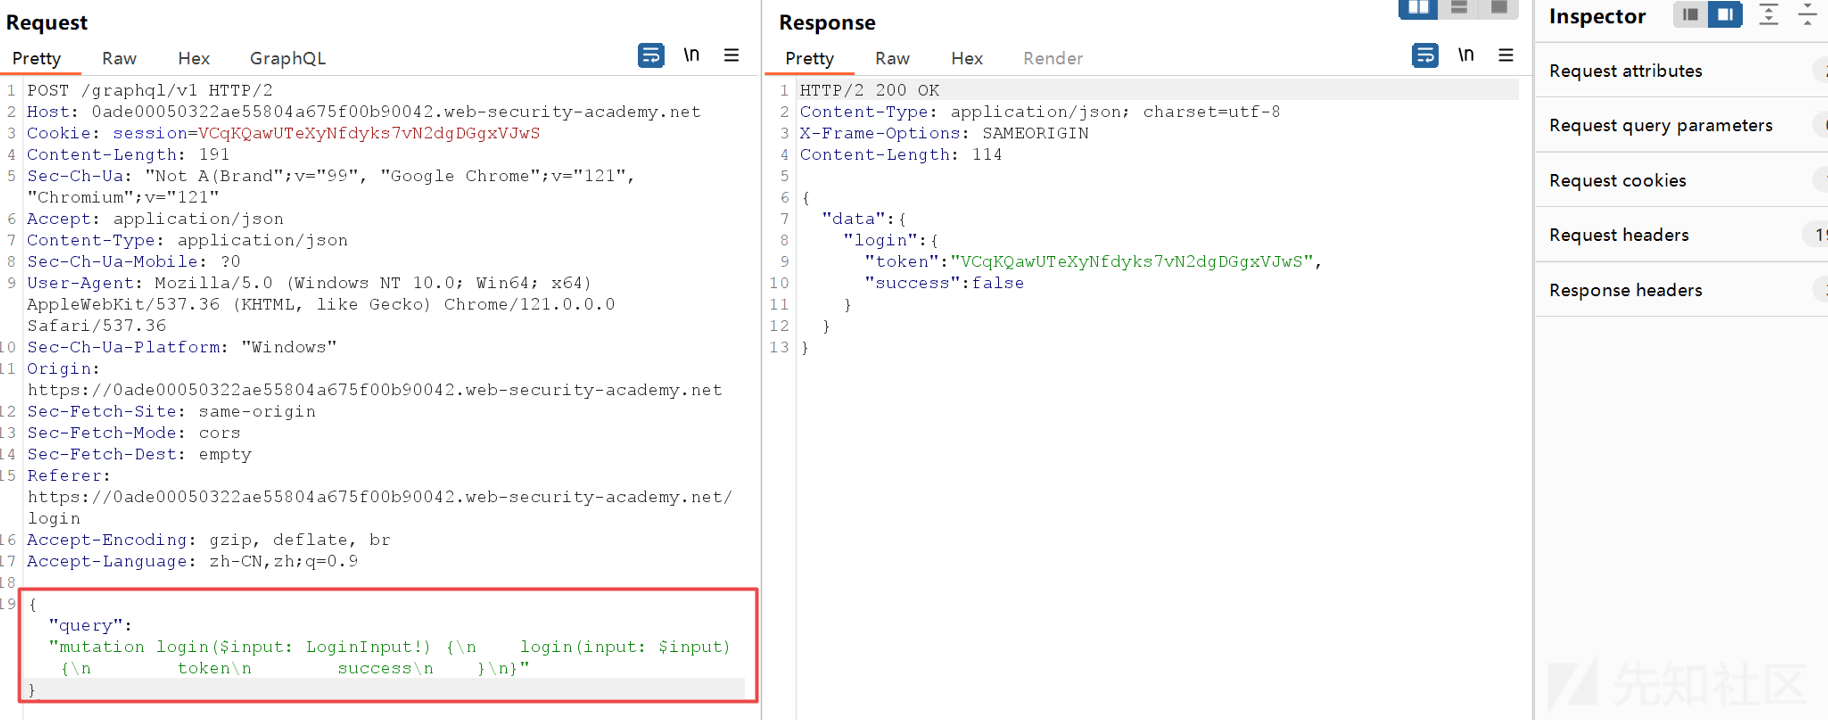 Request
Pretty Raw Hex GraphQL \n
1 POST /graphql/v1 HTTP/2
2 Host: 0ade00050322ae55804a675f00b90042.web-security-academy.net
3 Cookie: session=VCqKQawUTeXyNfdyks7vN2dgDGgxVJwS
4 Content-Length: 191
5 Sec-Ch-Ua: "Not A(Brand";v="99", "Google Chrome";v="121",
"Chromium";v="121"
6 Accept: application/json
7 Content-Type: application/json
8 Sec-Ch-Ua-Mobile: ?0
9 User-Agent: Mozilla/5.0 (Windows NT 10.0; Win64; x64)
AppleWebKit/537.36 (KHTML, like Gecko) Chrome/121.0.0.0
Safari/537.36
10 Sec-Ch-Ua-Platform: "Windows"
11 Origin:
https://0ade00050322ae55804a675f00b90042.web-security-academy.net
12 Sec-Fetch-Site: same-origin
13 Sec-Fetch-Mode: cors
14 Sec-Fetch-Dest: empty
15 Referer:
https://0ade00050322ae55804a675f00b90042.web-security-academy.net/
login
16 Accept-Encoding: gzip, deflate, br
17 Accept-Language: zh-CN,zh;q=0.9
18
19 {
"query":
"mutation login($input: LoginInput!) {\n    login(input: $input)
{\n        token\n        success\n    }\n}"
}
Response
Pretty Raw Hex Render \n
1 HTTP/2 200 OK
2 Content-Type: application/json; charset=utf-8
3 X-Frame-Options: SAMEORIGIN
4 Content-Length: 114
5
6 {
7 "data":{
8 "login":{
9 "token":"VCqKQawUTeXyNfdyks7vN2dgDGgxVJwS",
10 "success":false
11 }
12 }
13 }
Inspector
Request attributes
Request query parameters
Request cookies
Request headers 19
Response headers
先知社区